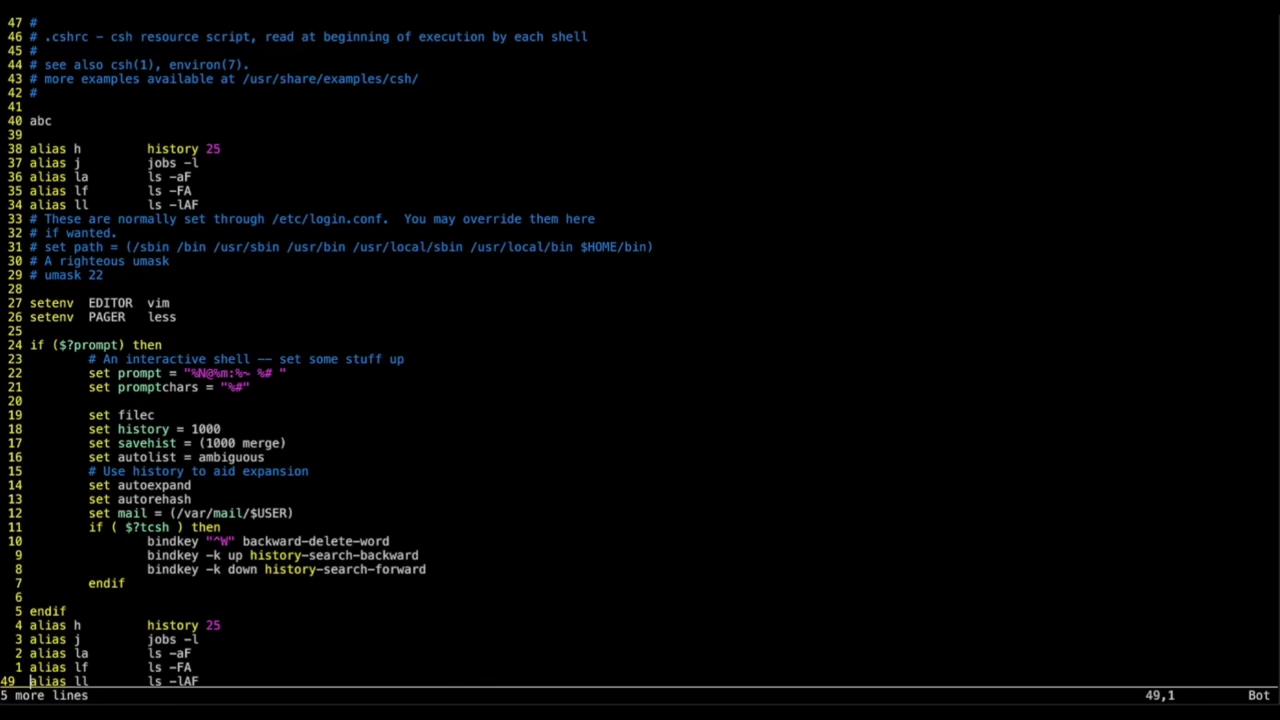 47 #
46 # .cshrc - csh resource script, read at beginning of execution by each shell
45 #
44 # see also csh(1), environ(7).
43 # more examples available at /usr/share/examples/csh/
42 #
41
40 abc
39
38 alias h         history 25
37 alias j         jobs -l
36 alias la        ls -aF
35 alias lf        ls -FA
34 alias ll        ls -lAF
33 # These are normally set through /etc/login.conf.  You may override them here
32 # if wanted.
31 # set path = (/sbin /bin /usr/sbin /usr/bin /usr/local/sbin /usr/local/bin $HOME/bin)
30 # A righteous umask
29 # umask 22
28
27 setenv  EDITOR  vim
26 setenv  PAGER   less
25
24 if ($?prompt) then
23         # An interactive shell -- set some stuff up
22         set prompt = "%N@%m:%~ %# "
21         set promptchars = "%#"
20
19         set filec
18         set history = 1000
17         set savehist = (1000 merge)
16         set autolist = ambiguous
15         # Use history to aid expansion
14         set autoexpand
13         set autorehash
12         set mail = (/var/mail/$USER)
11         if ( $?tcsh ) then
10                 bindkey "^W" backward-delete-word
9                 bindkey -k up history-search-backward
8                 bindkey -k down history-search-forward
7         endif
6
5 endif
4 alias h         history 25
3 alias j         jobs -l
2 alias la        ls -aF
1 alias lf        ls -FA
49 alias ll        ls -lAF
5 more lines 49,1 Bot